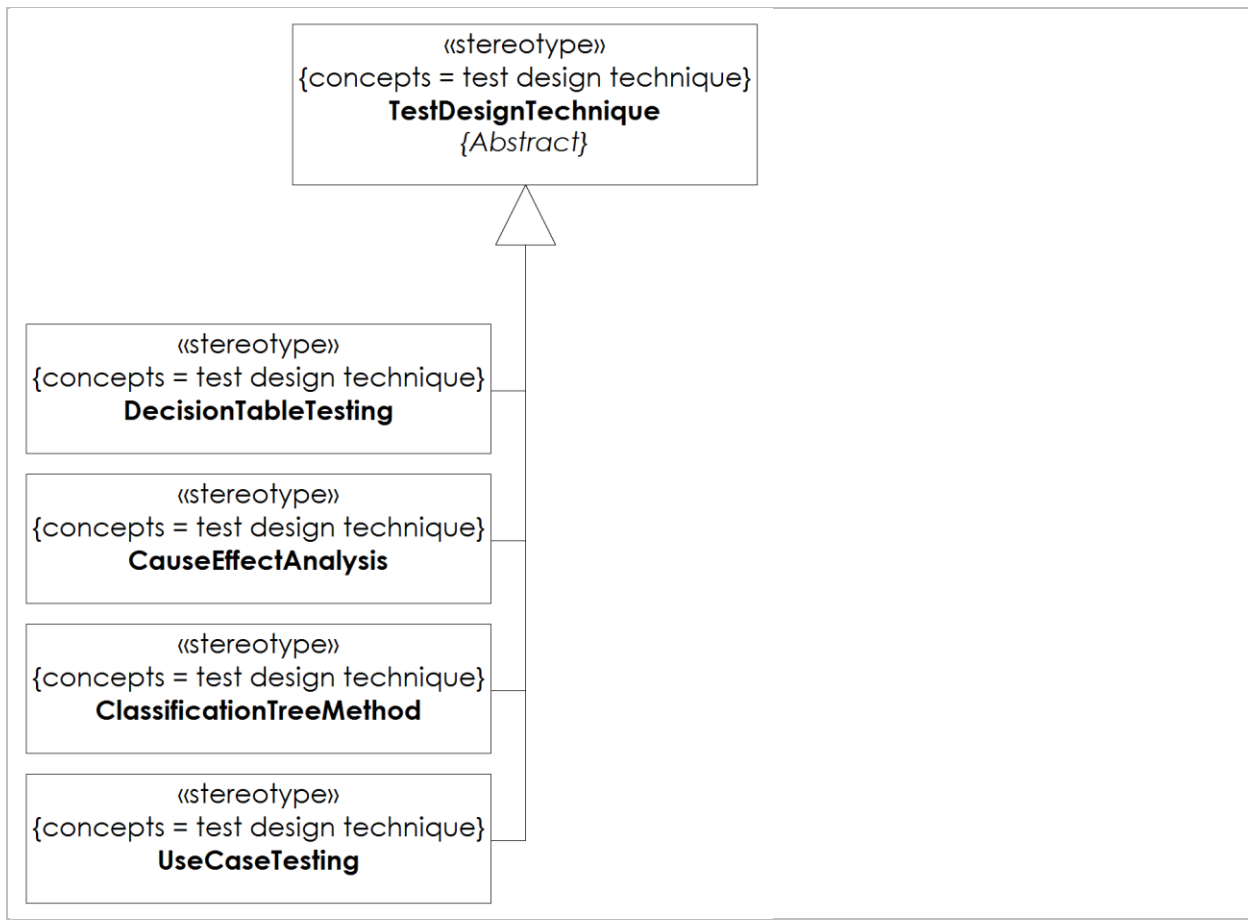 «stereotype»
{concepts = test design technique}
TestDesignTechnique
{Abstract}
«stereotype»
{concepts = test design technique}
DecisionTableTesting
«stereotype»
{concepts = test design technique}
CauseEffectAnalysis
«stereotype»
{concepts = test design technique}
ClassificationTreeMethod
«stereotype»
{concepts = test design technique}
UseCaseTesting